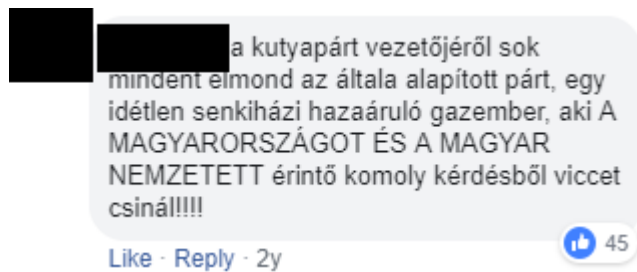 a kutyapárt vezetőjéről sok
mindent elmond az általa alapított párt, egy
idétlen senkiházi hazaáruló gazember, aki A
MAGYARORSZÁGOT ÉS A MAGYAR
NEMZETETT érintő komoly kérdésből viccet
csinál!!!!
45
Like · Reply · 2y